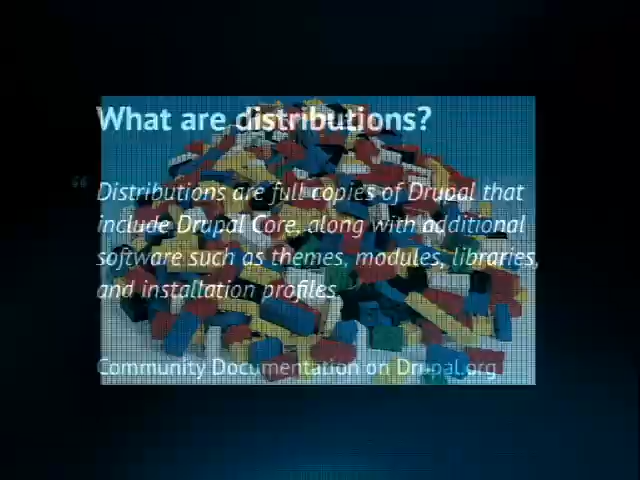 What are distributions?
“
Distributions are full copies of Drupal that
include Drupal Core, along with additional
software such as themes, modules, libraries,
and installation profiles.
Community Documentation on Drupal.org